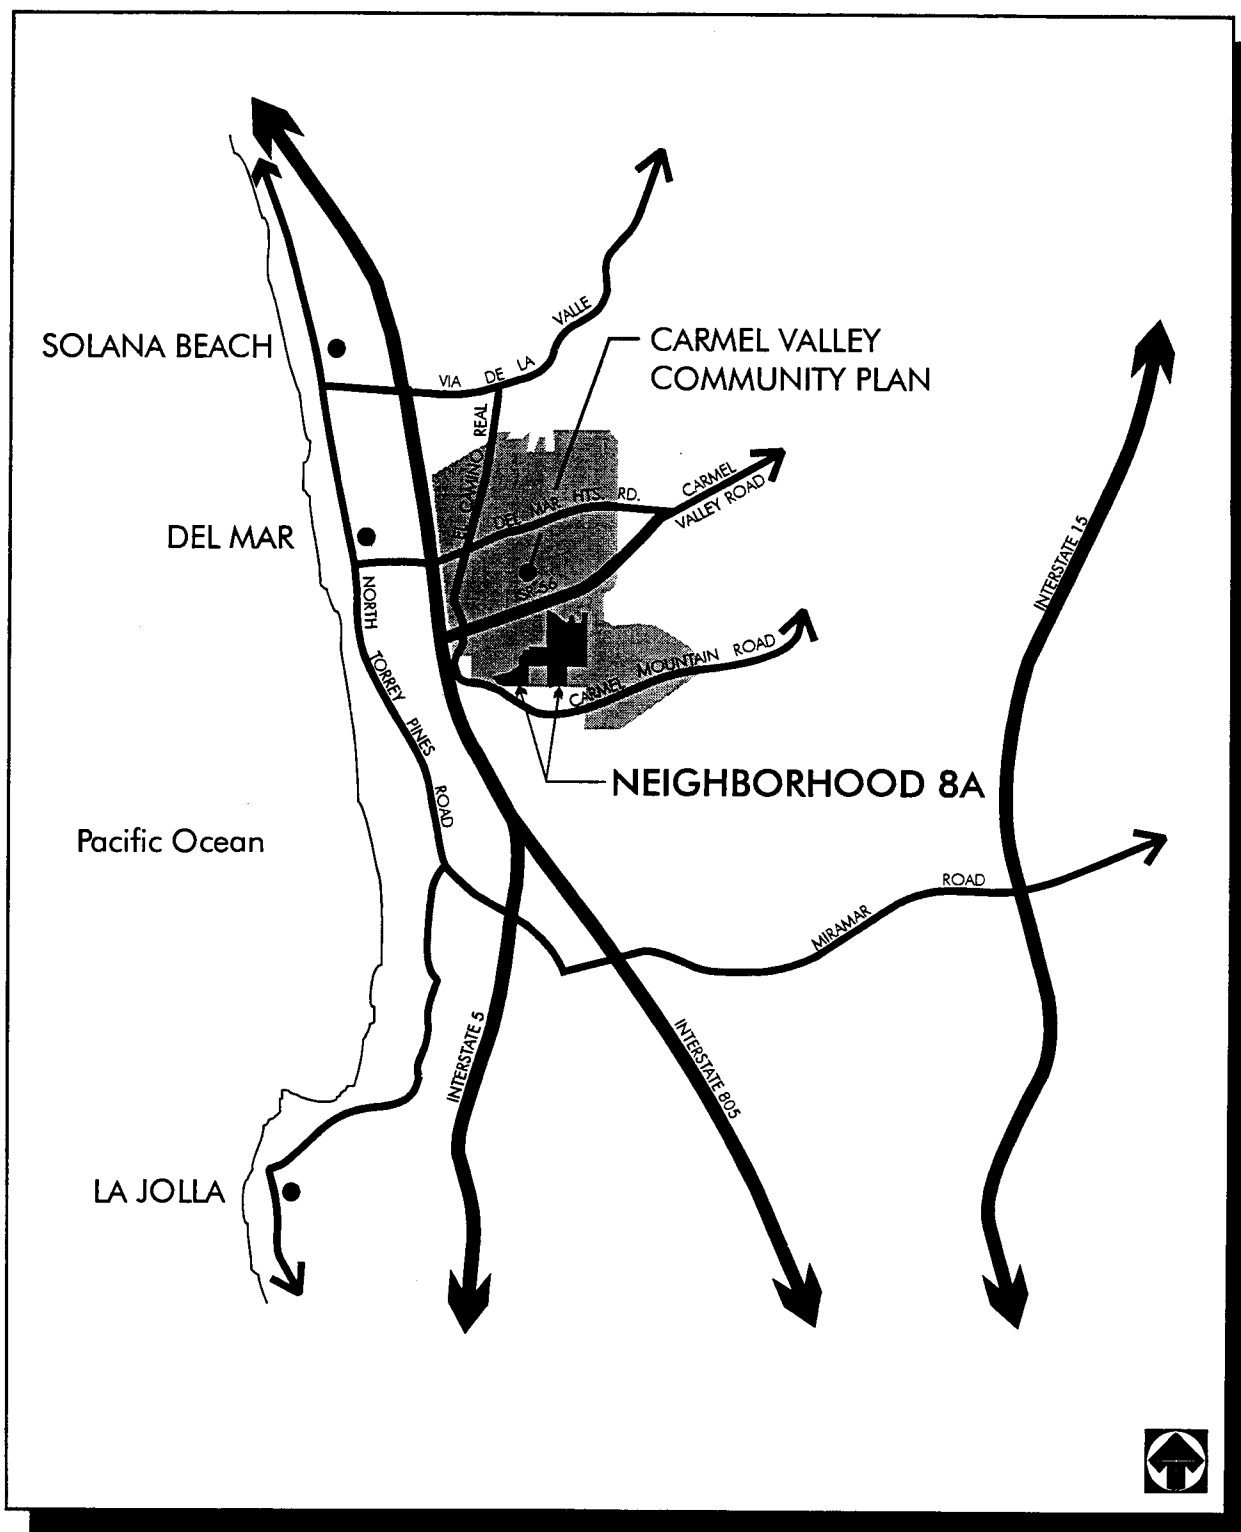 SOLANA BEACH
VIA DE LA VALLE
CARMEL VALLEY
COMMUNITY PLAN
EL CAMINO REAL
DEL MAR HTS. RD.
CARMEL
VALLEY ROAD
DEL MAR
INTERSTATE 15
SR-56
NORTH TORREY PINES ROAD
CARMEL MOUNTAIN ROAD
NEIGHBORHOOD 8A
Pacific Ocean
MIRAMAR ROAD
INTERSTATE 5
INTERSTATE 805
LA JOLLA